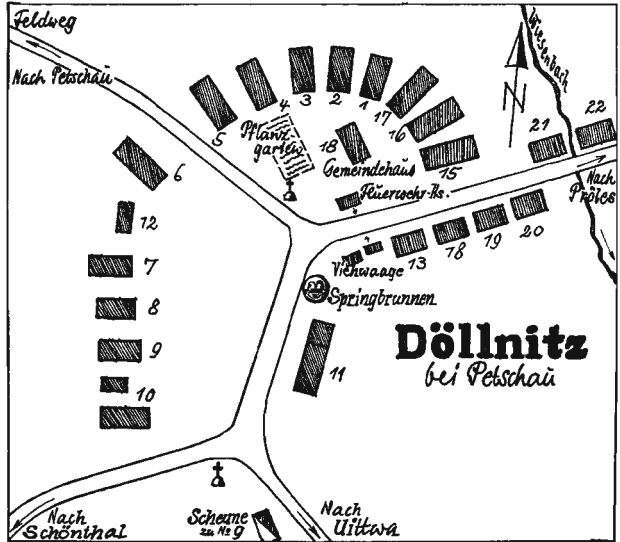 Feldweg
Nach Petschau
Wiesenbach
N
5
4
3
2
1
17
16
15
18
21
22
Pflanz
garten
Gemeindehaus
Feuerwehr-Hs.
Nach
Pröles
6
12
7
8
9
10
Viehwaage
13
18
19
20
Springbrunnen
11
Döllnitz
bei Petschau
Nach
Schönthal
Scheune
zu No 9
Nach
Uittwa